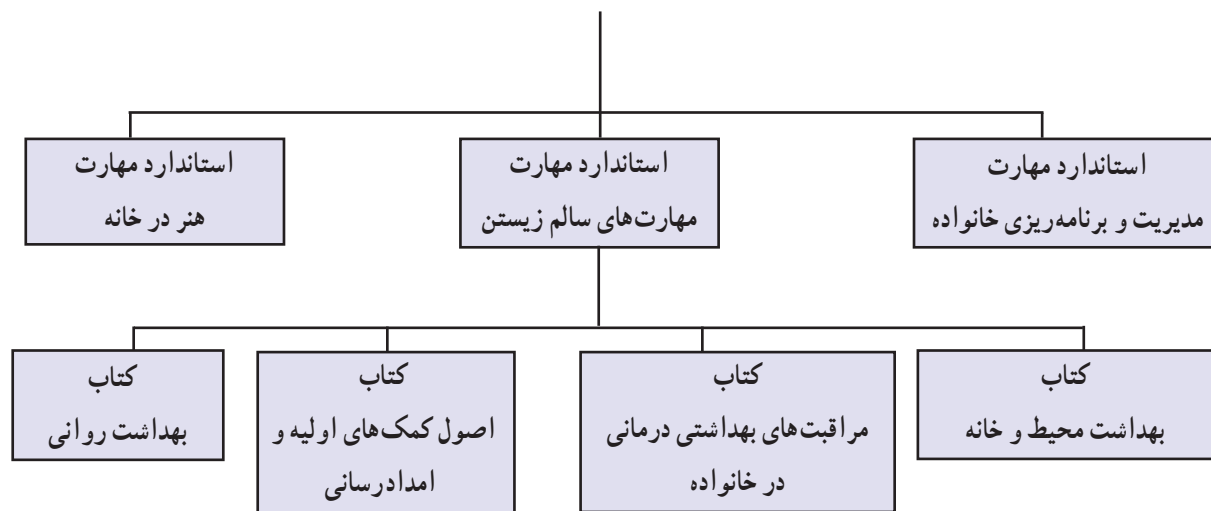 استاندارد مهارت
مدیریت و برنامه‌ریزی خانواده
استاندارد مهارت
مهارت‌های سالم زیستن
استاندارد مهارت
هنر در خانه
کتاب
بهداشت محیط و خانه
کتاب
مراقبت‌های بهداشتی درمانی
در خانواده
کتاب
اصول کمک‌های اولیه و
امدادرسانی
کتاب
بهداشت روانی